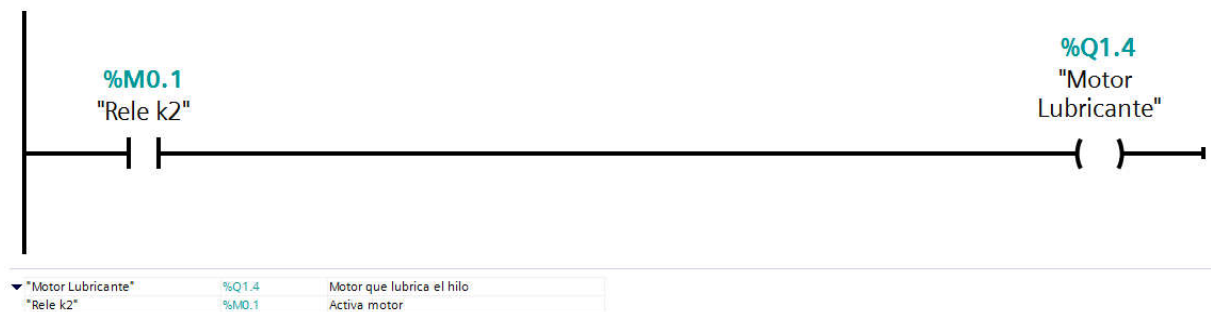 %Q1.4
"Motor
Lubricante"
%M0.1
"Rele k2"
"Motor Lubricante" %Q1.4 Motor que lubrica el hilo
"Rele k2" %M0.1 Activa motor